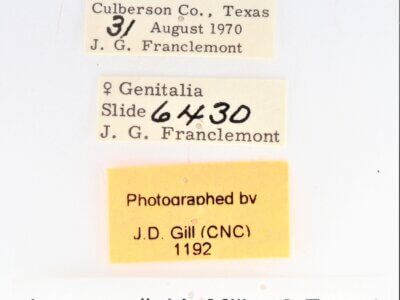 Culberson Co., Texas
31 August 1970
J. G. Franclemont
♀ Genitalia
Slide 6430
J. G. Franclemont
Photographed by
J.D. Gill (CNC)
1192